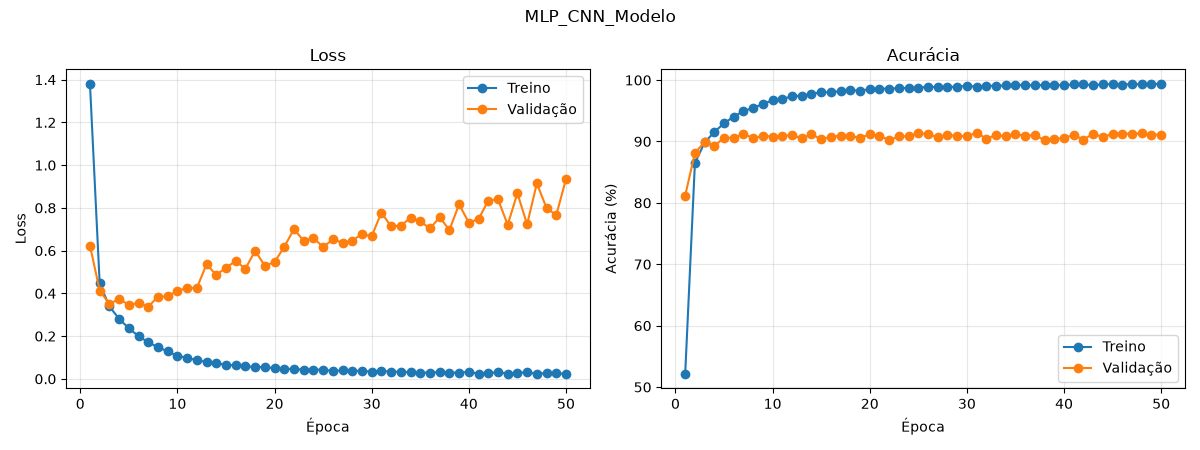 MLP_CNN_Modelo
Loss
Treino
Validação
1.4
1.2
1.0
0.8
0.6
0.4
0.2
0.0
Loss
0
10
20
30
40
50
Época
Acurácia
100
90
80
70
60
50
Acurácia (%)
Treino
Validação
0
10
20
30
40
50
Época